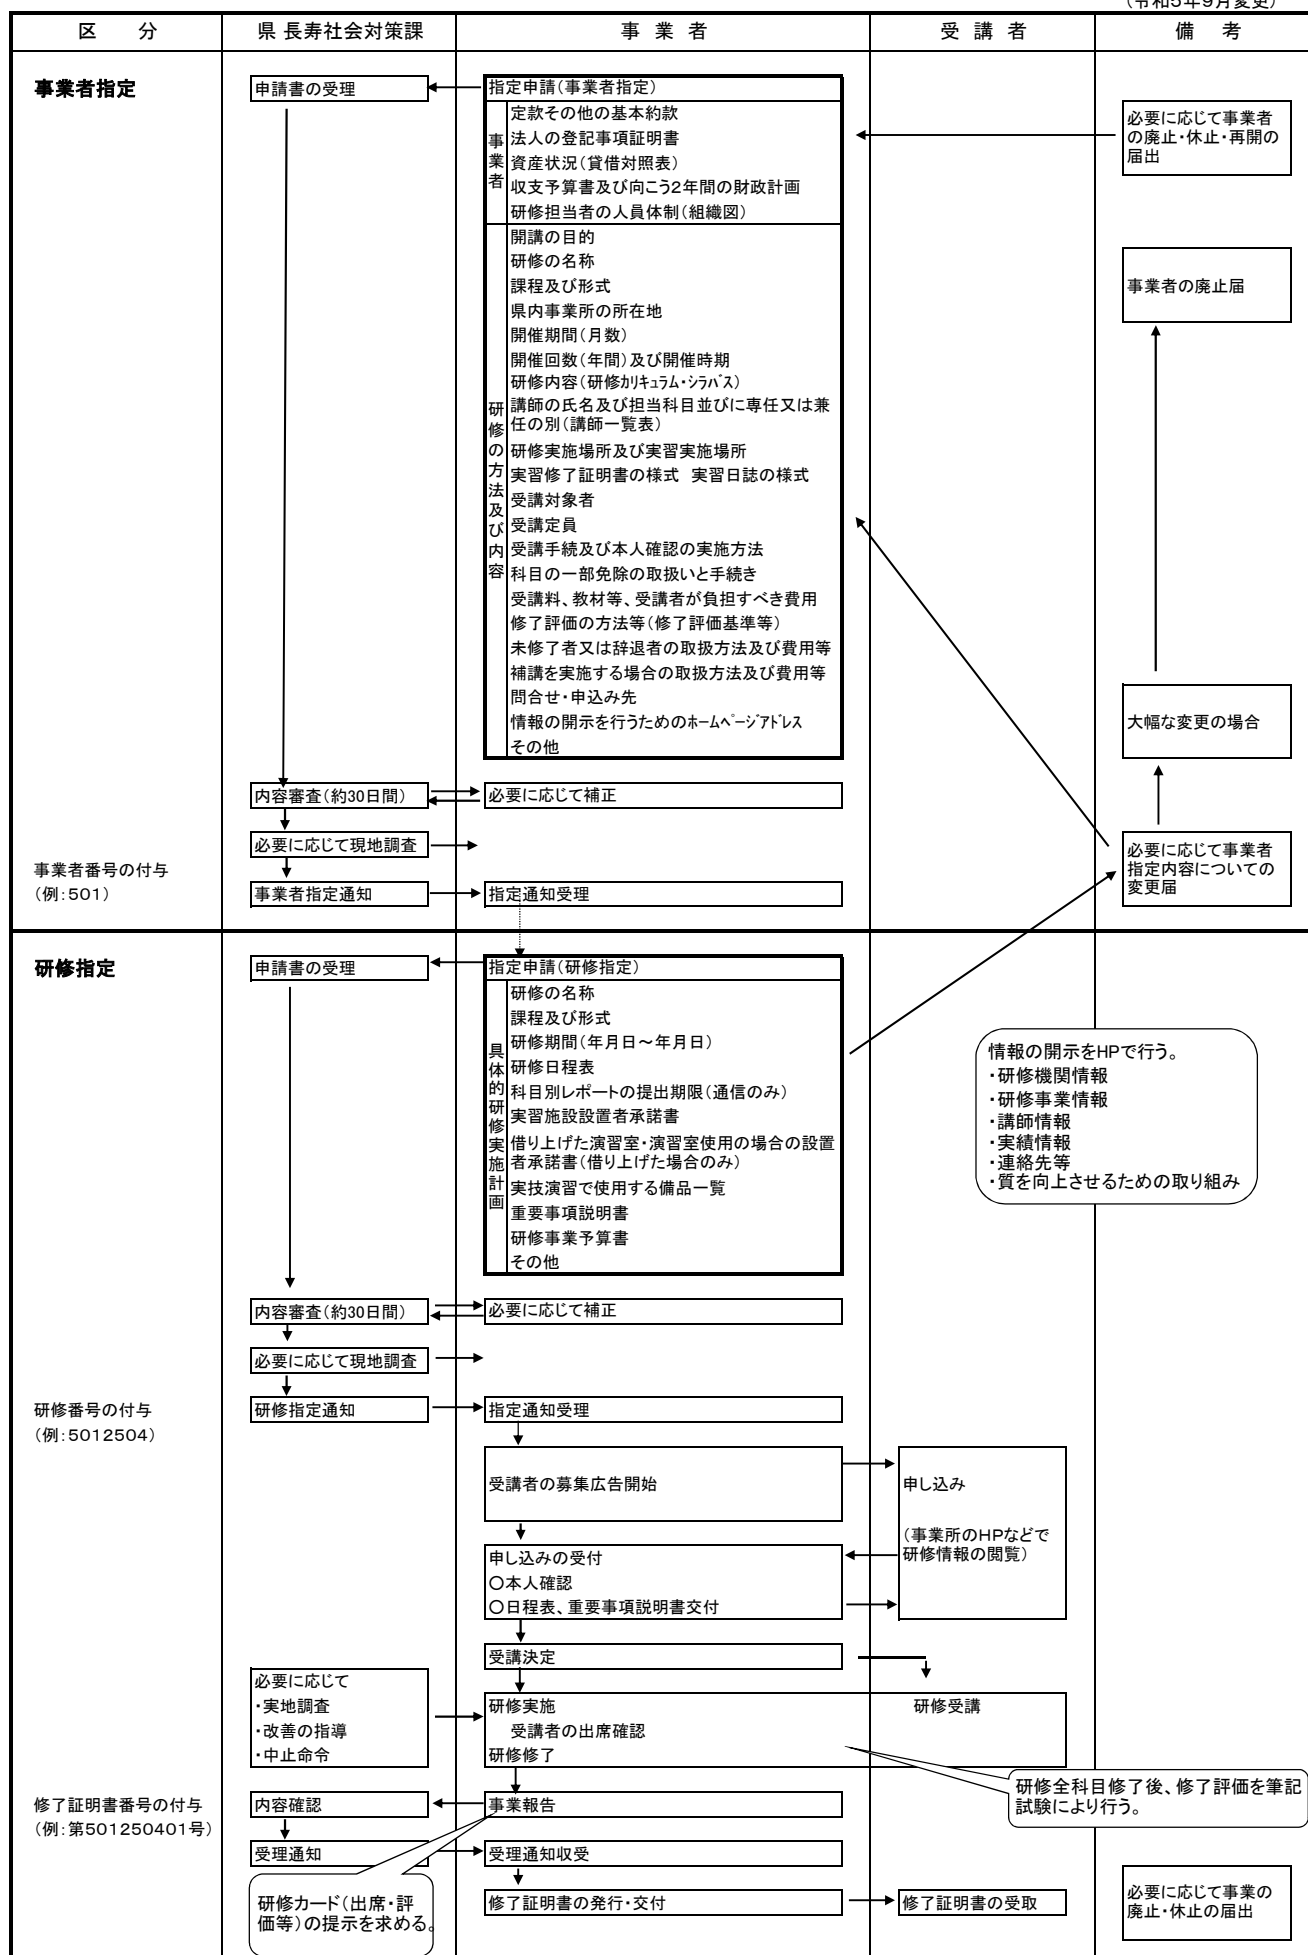 (令和5年9月変更)
区　分　県 長寿社会対策課　事 業 者　受 講 者　備　考
事業者指定
申請書の受理
指定申請(事業者指定)
事業者
定款その他の基本約款
法人の登記事項証明書
資産状況(貸借対照表)
収支予算書及び向こう2年間の財政計画
研修担当者の人員体制(組織図)
必要に応じて事業者
の廃止・休止・再開の
届出
研修の方法及び内容
開講の目的
研修の名称
課程及び形式
県内事業所の所在地
開催期間(月数)
開催回数(年間)及び開催時期
研修内容(研修ｶﾘｷｭﾗﾑ・ｼﾗﾊﾞｽ)
講師の氏名及び担当科目並びに専任又は兼
任の別(講師一覧表)
研修実施場所及び実習実施場所
実習修了証明書の様式　実習日誌の様式
受講対象者
受講定員
受講手続及び本人確認の実施方法
科目の一部免除の取扱いと手続き
受講料、教材等、受講者が負担すべき費用
修了評価の方法等(修了評価基準等)
未修了者又は辞退者の取扱方法及び費用等
補講を実施する場合の取扱方法及び費用等
問合せ・申込み先
情報の開示を行うためのﾎｰﾑﾍﾟｰｼﾞｱﾄﾞﾚｽ
その他
事業者の廃止届
大幅な変更の場合
内容審査(約30日間)
必要に応じて補正
必要に応じて現地調査
必要に応じて事業者
指定内容についての
変更届
事業者番号の付与
(例:501)
事業者指定通知
指定通知受理
研修指定
申請書の受理
指定申請(研修指定)
具体的研修実施計画
研修の名称
課程及び形式
研修期間(年月日～年月日)
研修日程表
科目別レポートの提出期限(通信のみ)
実習施設設置者承諾書
借り上げた演習室・演習室使用の場合の設置
者承諾書(借り上げた場合のみ)
実技演習で使用する備品一覧
重要事項説明書
研修事業予算書
その他
情報の開示をHPで行う。
・研修機関情報
・研修事業情報
・講師情報
・実績情報
・連絡先等
・質を向上させるための取り組み
内容審査(約30日間)
必要に応じて補正
必要に応じて現地調査
研修番号の付与
(例:5012504)
研修指定通知
指定通知受理
受講者の募集広告開始
申し込み
(事業所のHPなどで
研修情報の閲覧)
申し込みの受付
○本人確認
○日程表、重要事項説明書交付
受講決定
必要に応じて
・実地調査
・改善の指導
・中止命令
研修実施
受講者の出席確認
研修修了
研修受講
研修全科目修了後、修了評価を筆記
試験により行う。
修了証明書番号の付与
(例:第501250401号)
内容確認
事業報告
受理通知
受理通知収受
研修カード(出席・評
価等)の提示を求める。
修了証明書の発行・交付
修了証明書の受取
必要に応じて事業の
廃止・休止の届出